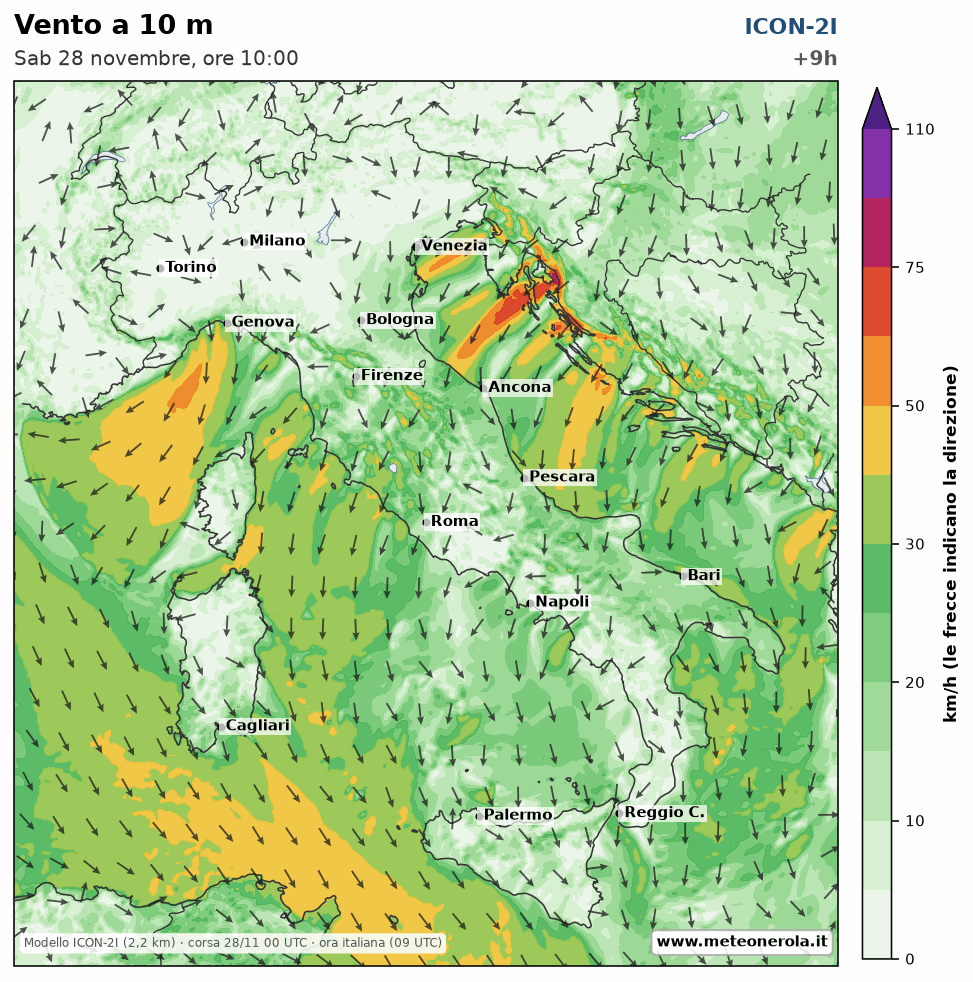 Vento a 10 m
ICON-2I
Sab 28 novembre, ore 10:00
+9h
110
75
50
30
20
10
0
km/h (le frecce indicano la direzione)
Venezia
Milano
Torino
Genova
Bologna
Firenze
Ancona
Pescara
Roma
Bari
Napoli
Cagliari
Palermo
Reggio C.
Modello ICON-2I (2,2 km) · corsa 28/11 00 UTC · ora italiana (09 UTC)
www.meteonerola.it